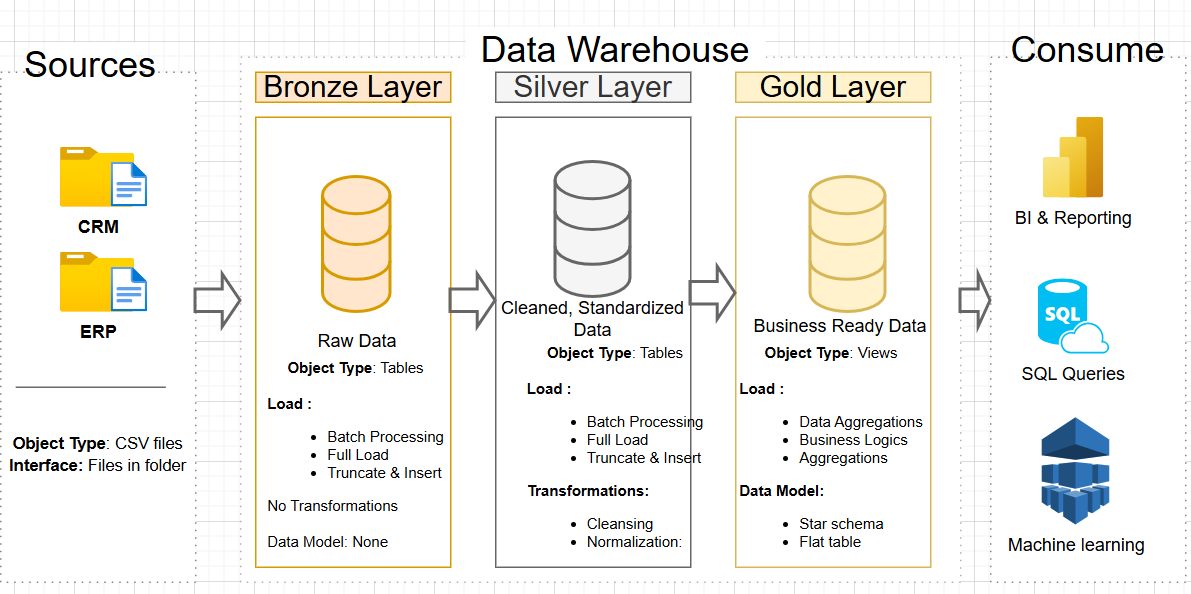 Sources
CRM
ERP
Object Type: CSV files
Interface: Files in folder
Data Warehouse
Bronze Layer
Raw Data
Object Type: Tables
Load :
Batch Processing
Full Load
Truncate & Insert
No Transformations
Data Model: None
Silver Layer
Cleaned, Standardized
Data
Object Type: Tables
Load :
Batch Processing
Full Load
Truncate & Insert
Transformations:
Cleansing
Normalization:
Gold Layer
Business Ready Data
Object Type: Views
Load :
Data Aggregations
Business Logics
Aggregations
Data Model:
Star schema
Flat table
Consume
BI & Reporting
SQL
SQL Queries
Machine learning